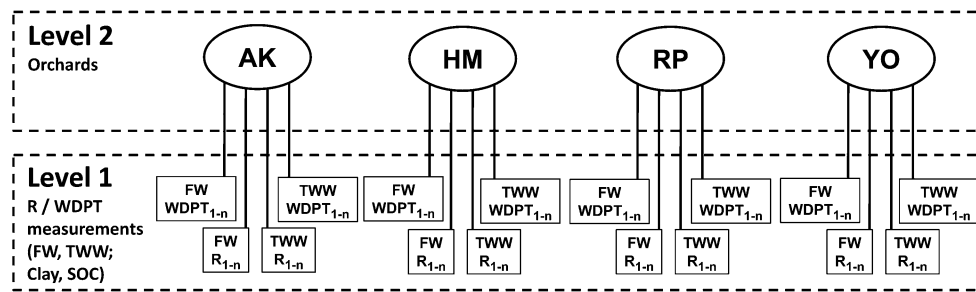 Level 2
Orchards
AK
HM
RP
YO
Level 1
R / WDPT
measurements
(FW, TWW;
Clay, SOC)
FW
WDPT1-n
TWW
WDPT1-n
FW
R1-n
TWW
R1-n
FW
WDPT1-n
TWW
WDPT1-n
FW
R1-n
TWW
R1-n
FW
WDPT1-n
TWW
WDPT1-n
FW
R1-n
TWW
R1-n
FW
WDPT1-n
TWW
WDPT1-n
FW
R1-n
TWW
R1-n